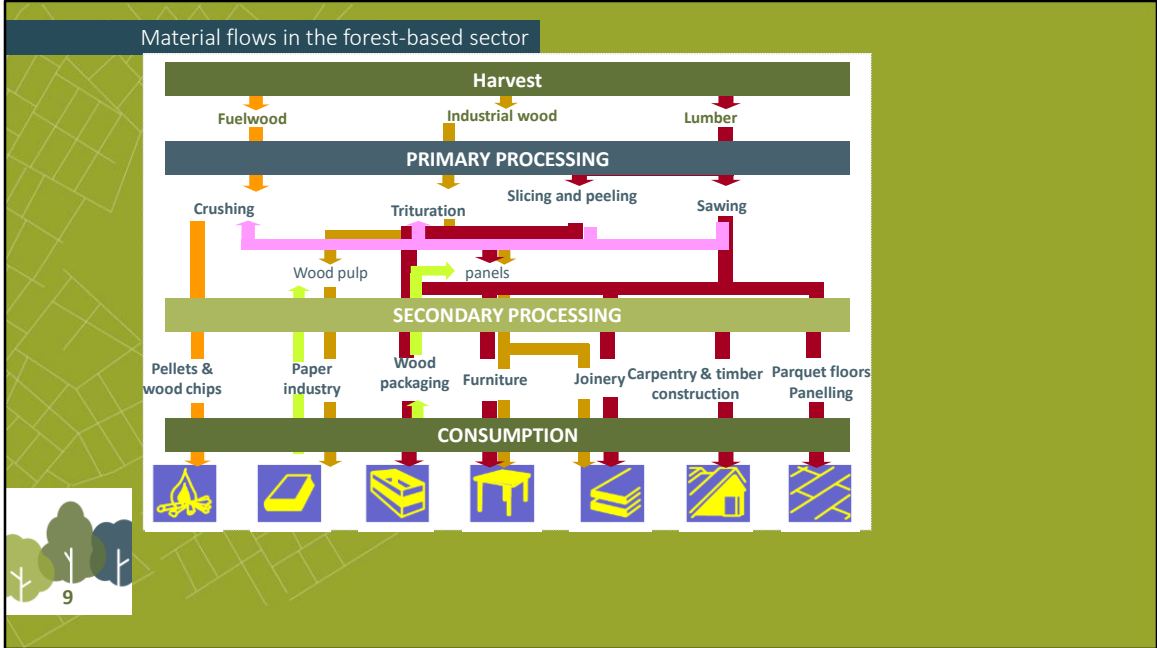 Material flows in the forest-based sector
Harvest
Fuelwood
Industrial wood
Lumber
PRIMARY PROCESSING
Crushing
Trituration
Slicing and peeling
Sawing
Wood pulp
panels
SECONDARY PROCESSING
Pellets &
wood chips
Paper
industry
Wood
packaging
Furniture
Joinery
Carpentry & timber
construction
Parquet floors
Panelling
CONSUMPTION
9